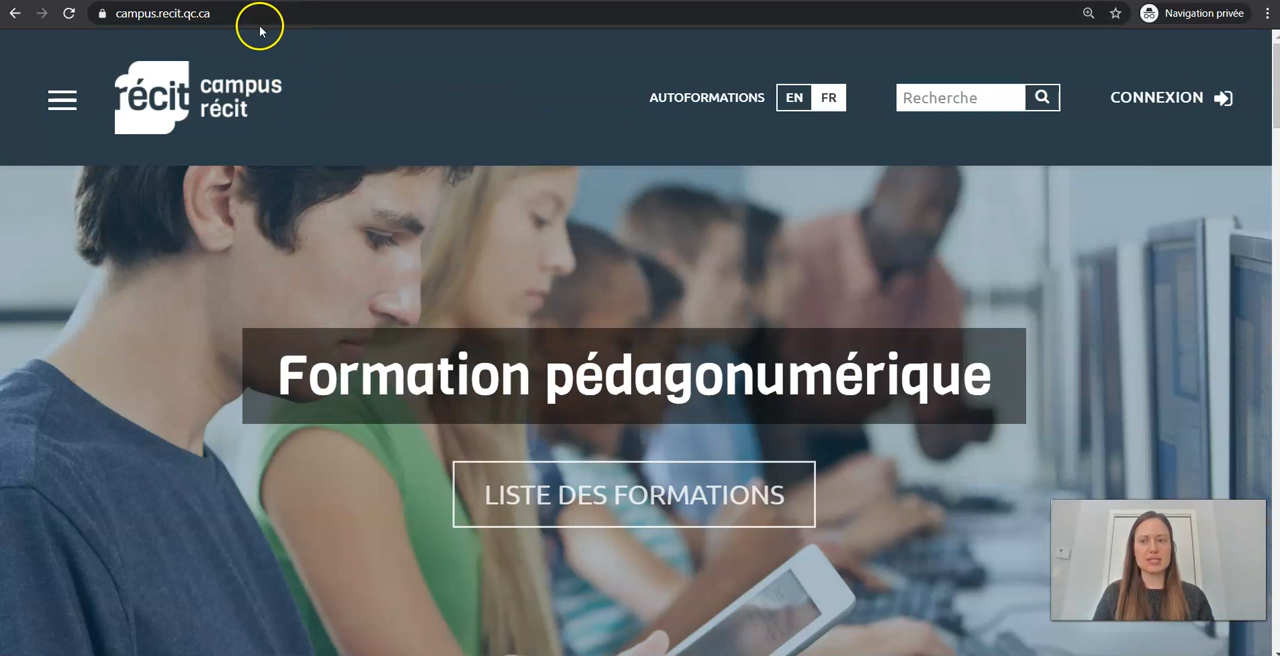 campus.recit.qc.ca
Navigation privée
récit
campus
récit
AUTOFORMATIONS
EN
FR
Recherche
CONNEXION
Formation pédagonumérique
LISTE DES FORMATIONS